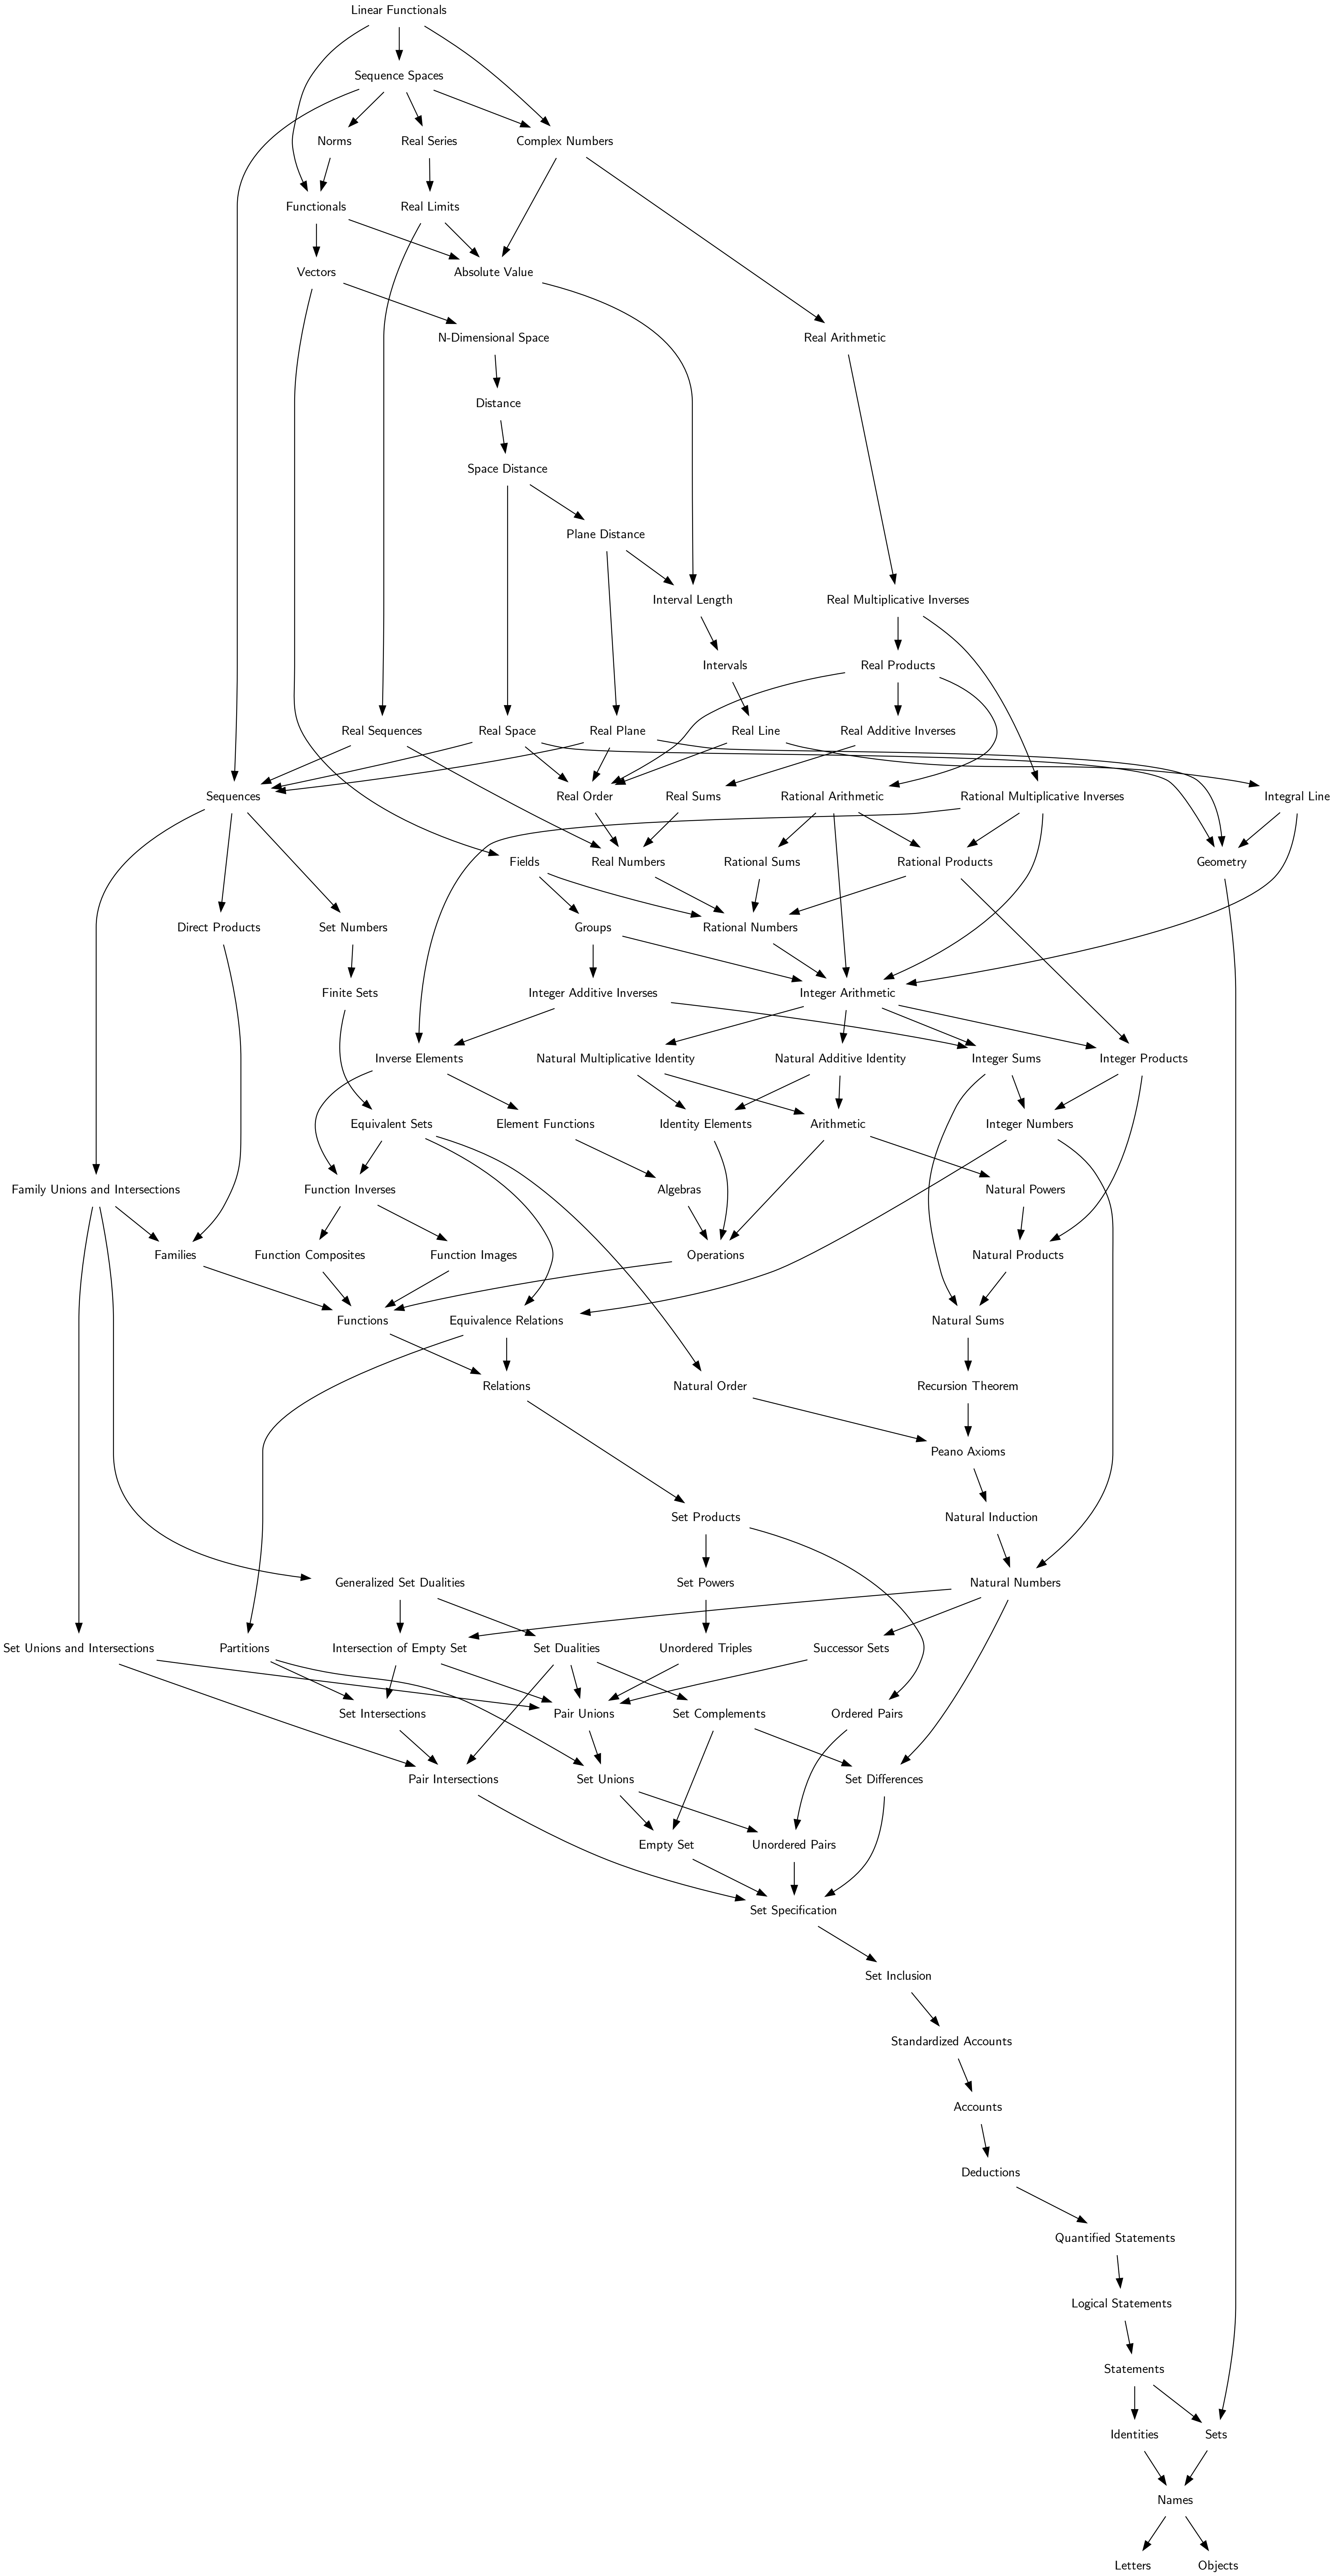 Linear Functionals
Sequence Spaces
Norms
Real Series
Complex Numbers
Functionals
Real Limits
Vectors
Absolute Value
N-Dimensional Space
Real Arithmetic
Distance
Space Distance
Plane Distance
Interval Length
Real Multiplicative Inverses
Intervals
Real Products
Real Sequences
Real Space
Real Plane
Real Line
Real Additive Inverses
Sequences
Real Order
Real Sums
Rational Arithmetic
Rational Multiplicative Inverses
Integral Line
Fields
Real Numbers
Rational Sums
Rational Products
Geometry
Direct Products
Set Numbers
Groups
Rational Numbers
Finite Sets
Integer Additive Inverses
Integer Arithmetic
Inverse Elements
Natural Multiplicative Identity
Natural Additive Identity
Integer Sums
Integer Products
Equivalent Sets
Element Functions
Identity Elements
Arithmetic
Integer Numbers
Family Unions and Intersections
Function Inverses
Algebras
Natural Powers
Families
Function Composites
Function Images
Operations
Natural Products
Functions
Equivalence Relations
Natural Sums
Relations
Natural Order
Recursion Theorem
Peano Axioms
Set Products
Natural Induction
Generalized Set Dualities
Set Powers
Natural Numbers
Set Unions and Intersections
Partitions
Intersection of Empty Set
Set Dualities
Unordered Triples
Successor Sets
Set Intersections
Pair Unions
Set Complements
Ordered Pairs
Pair Intersections
Set Unions
Set Differences
Empty Set
Unordered Pairs
Set Specification
Set Inclusion
Standardized Accounts
Accounts
Deductions
Quantified Statements
Logical Statements
Statements
Identities
Sets
Names
Letters
Objects